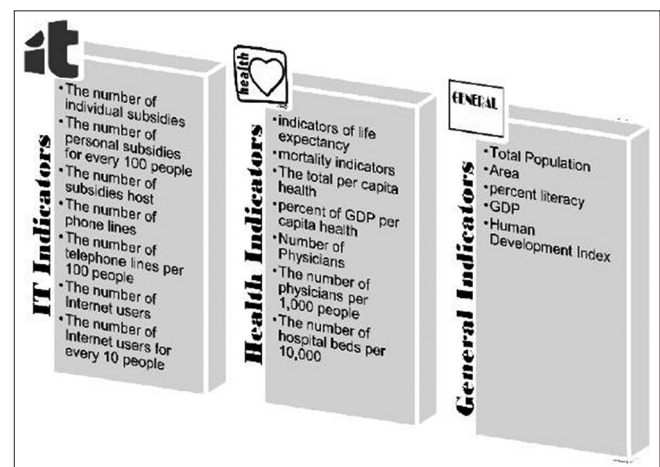 it
IT Indicators
•The number of
individual subsidies
•The number of
personal subsidies
for every 100 people
•The number of
subsidies host
•The number of
phone lines
•The number of
telephone lines per
100 people
•The number of
Internet users
•The number of
Internet users for
every 10 people
health
Health Indicators
•indicators of life
expectancy
•mortality indicators
•The total per capita
health
•percent of GDP per
capita health
•Number of
Physicians
•The number of
physicians per
1,000 people
•The number of
hospital beds per
10,000
GENERAL
General Indicators
•Total Population
•Area
•percent literacy
•GDP
•Human
Development Index